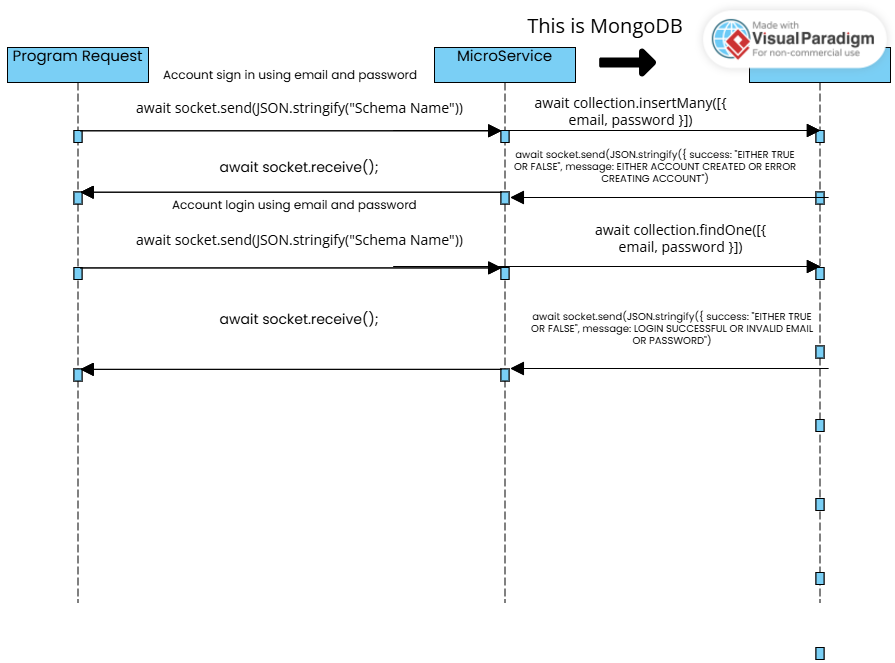 This is MongoDB
Made with
VisualParadigm
For non-commercial use
Program Request
MicroService
Account sign in using email and password
await socket.send(JSON.stringify("Schema Name"))
await collection.insertMany([{
email, password }])
await socket.receive();
await socket.send(JSON.stringify({ success: "EITHER TRUE
OR FALSE", message: EITHER ACCOUNT CREATED OR ERROR
CREATING ACCOUNT")
Account login using email and password
await socket.send(JSON.stringify("Schema Name"))
await collection.findOne([{
email, password }])
await socket.receive();
await socket.send(JSON.stringify({ success: "EITHER TRUE
OR FALSE", message: LOGIN SUCCESSFUL OR INVALID EMAIL
OR PASSWORD")